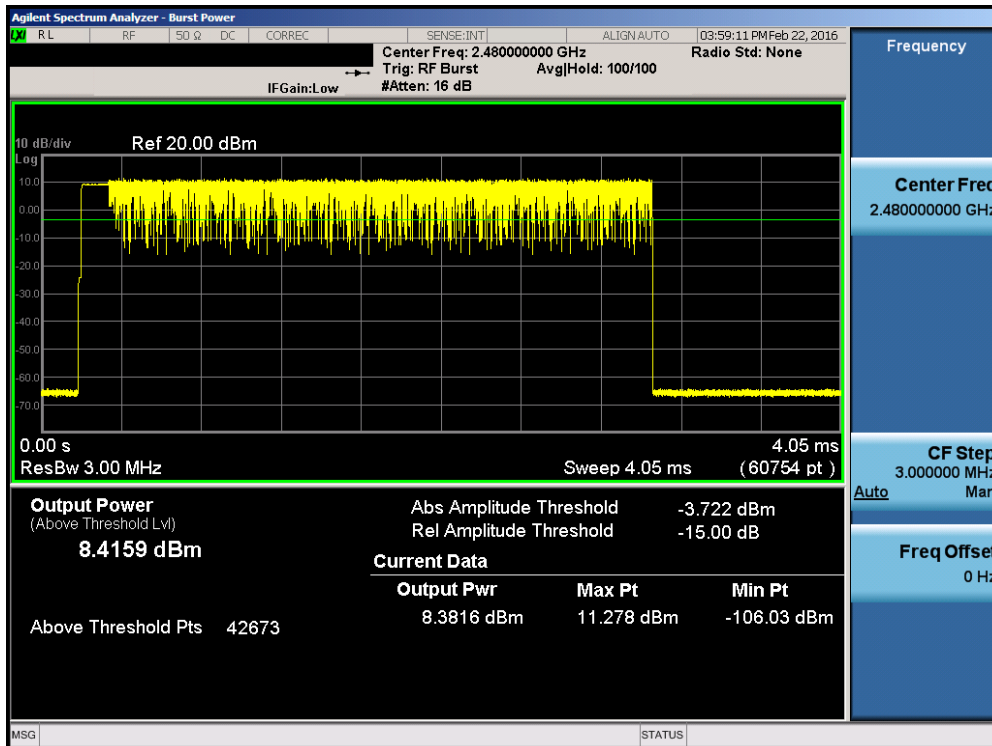 Agilent Spectrum Analyzer - Burst Power
LXI RL RF 50 Ω DC CORREC SENSE:INT ALIGN AUTO 03:59:11 PM Feb 22, 2016
Center Freq: 2.480000000 GHz Radio Std: None
Trig: RF Burst Avg|Hold: 100/100
IFGain:Low #Atten: 16 dB
10 dB/div Ref 20.00 dBm
Log
10.0
0.00
-10.0
-20.0
-30.0
-40.0
-50.0
-60.0
-70.0
0.00 s 4.05 ms
ResBw 3.00 MHz Sweep 4.05 ms (60754 pt)
Output Power
(Above Threshold Lvl)
8.4159 dBm
Above Threshold Pts 42673
Abs Amplitude Threshold -3.722 dBm
Rel Amplitude Threshold -15.00 dB
Current Data
Output Pwr Max Pt Min Pt
8.3816 dBm 11.278 dBm -106.03 dBm
Frequency
Center Freq
2.480000000 GHz
CF Step
3.000000 MHz
Auto Man
Freq Offset
0 Hz
MSG STATUS